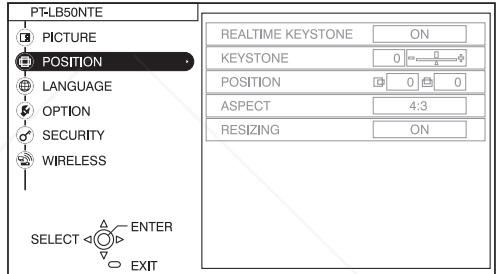 PT-LB50NTE
PICTURE
POSITION
LANGUAGE
OPTION
SECURITY
WIRELESS
REALTIME KEYSTONE ON
KEYSTONE 0
POSITION 0 0
ASPECT 4:3
RESIZING ON
SELECT ENTER
EXIT